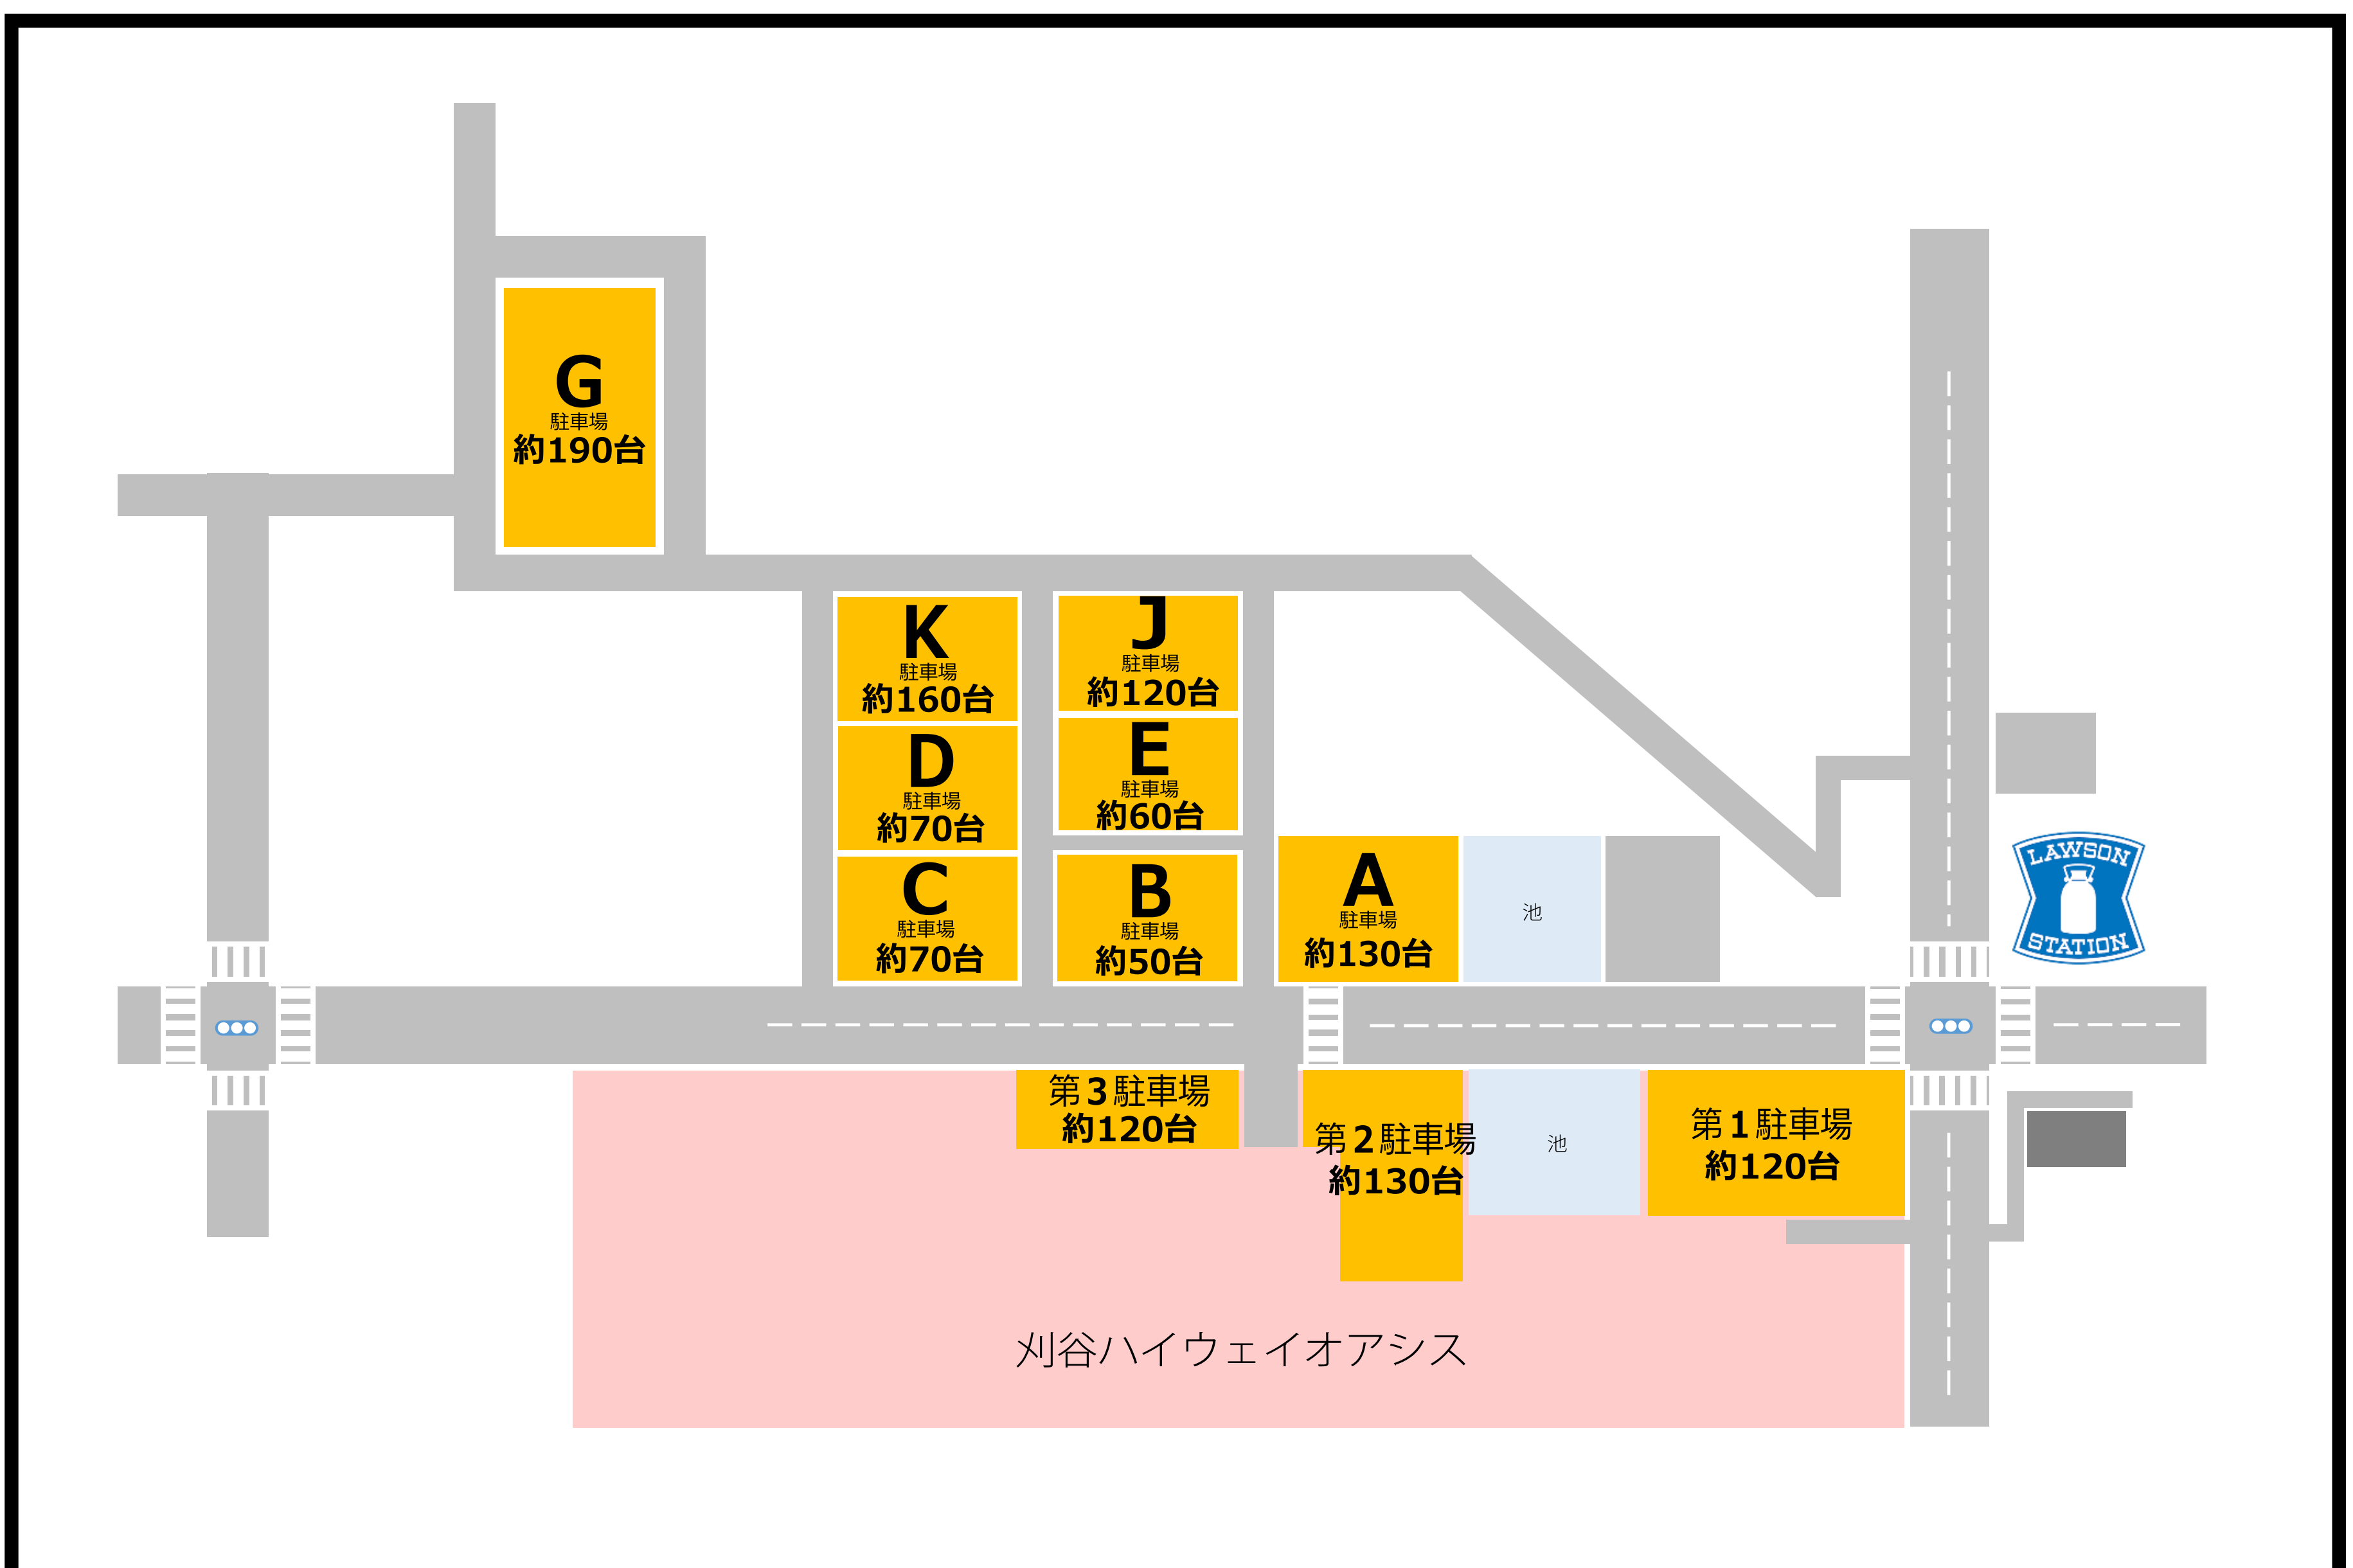 G
駐車場
約190台
K
駐車場
約160台
J
駐車場
約120台
D
駐車場
約70台
E
駐車場
約60台
C
駐車場
約70台
B
駐車場
約50台
A
駐車場
約130台
池
LAWSON
STATION
第3駐車場
約120台
第2駐車場
約130台
池
第1駐車場
約120台
刈谷ハイウェイオアシス